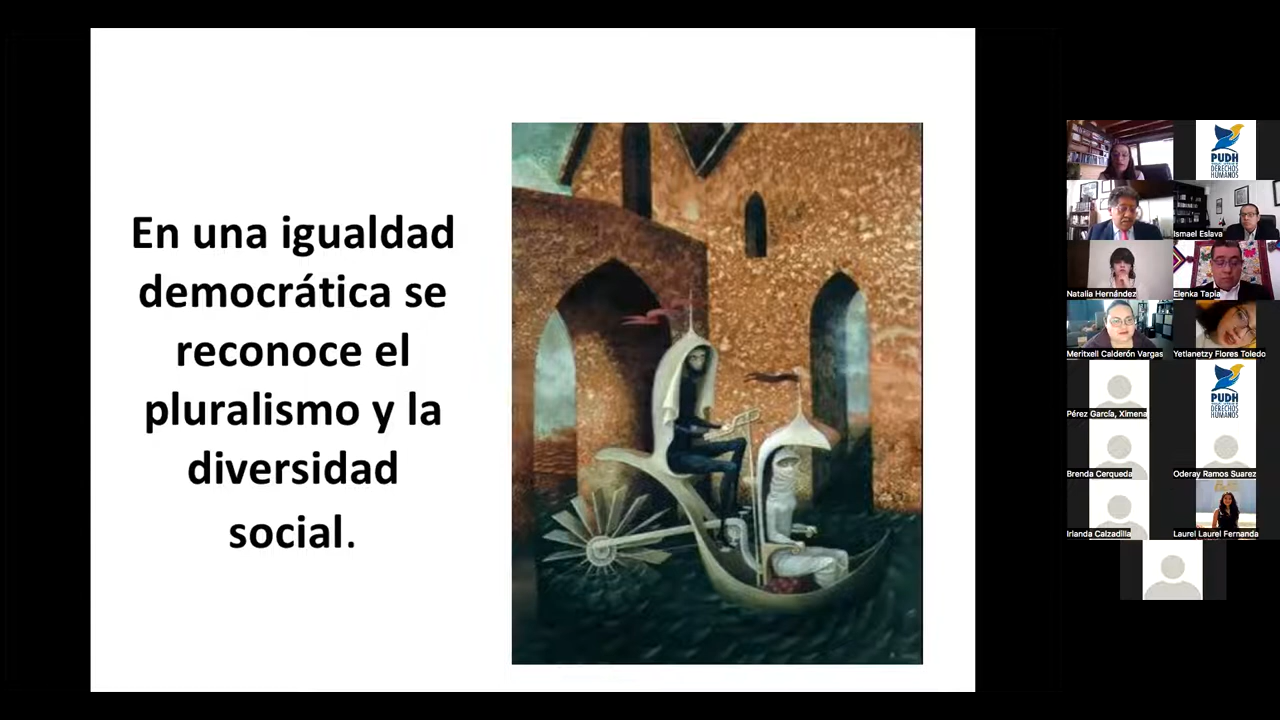 En una igualdad
democrática se
reconoce el
pluralismo y la
diversidad
social.
PUDH
DERECHOS
HUMANOS
Ismael Eslava
Natalia Hernández
Elenka Tapia
Meritxell Calderón Vargas
Yetlanetzy Flores Toledo
Pérez García, Ximena
PUDH
DERECHOS
HUMANOS
Brenda Cerqueda
Oderay Ramos Suarez
Irlanda Calzadilla
Laurel Laurel Fernanda